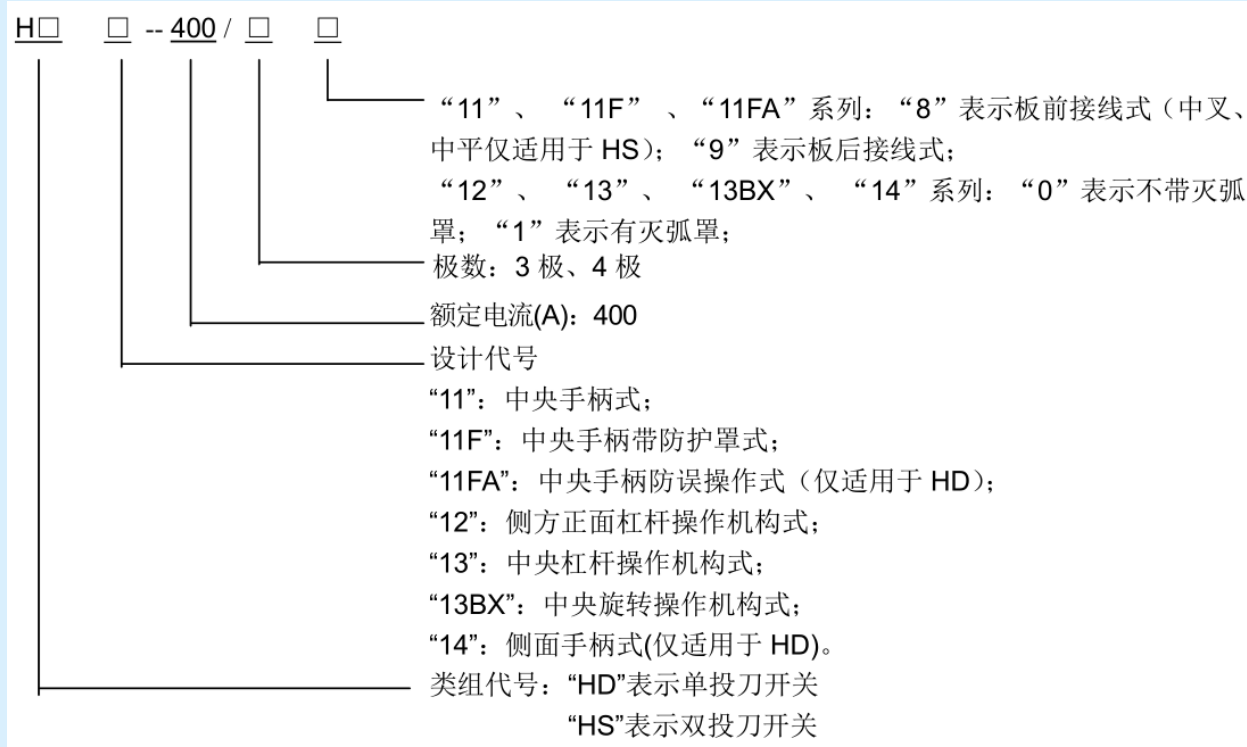 H□ □ -- 400 / □ □
“11”、 “11F” 、“11FA”系列:“8”表示板前接线式(中叉、
中平仅适用于 HS);“9”表示板后接线式;
“12”、 “13”、 “13BX”、 “14”系列:“0”表示不带灭弧
罩;“1”表示有灭弧罩;
极数:3 极、4 极
额定电流(A):400
设计代号
“11”:中央手柄式;
“11F”:中央手柄带防护罩式;
“11FA”:中央手柄防误操作式(仅适用于 HD);
“12”:侧方正面杠杆操作机构式;
“13”:中央杠杆操作机构式;
“13BX”:中央旋转操作机构式;
“14”:侧面手柄式(仅适用于 HD)。
类组代号:“HD”表示单投刀开关
“HS”表示双投刀开关